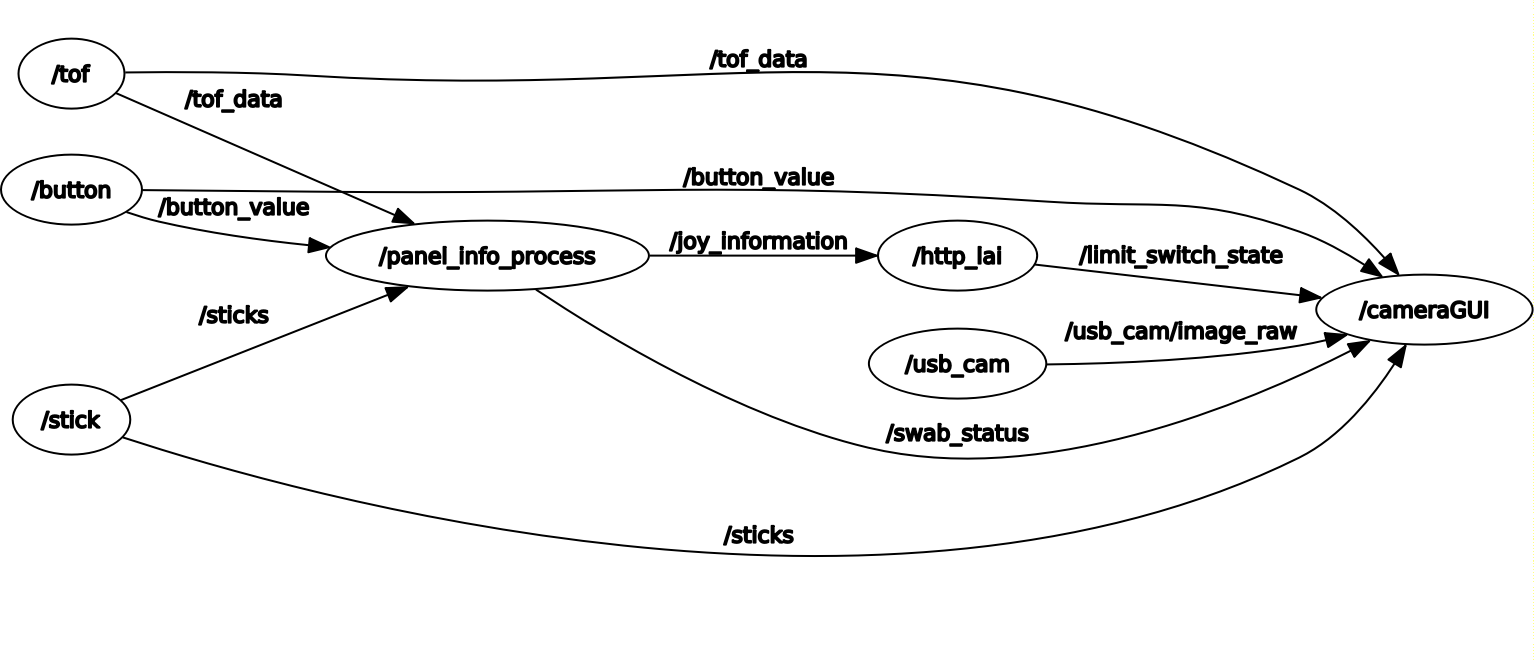 /tof_data
/tof
/tof_data
/button_value
/button
/button_value
/joy_information
/panel_info_process
/http_lai
/limit_switch_state
/cameraGUI
/sticks
/usb_cam/image_raw
/usb_cam
/stick
/swab_status
/sticks